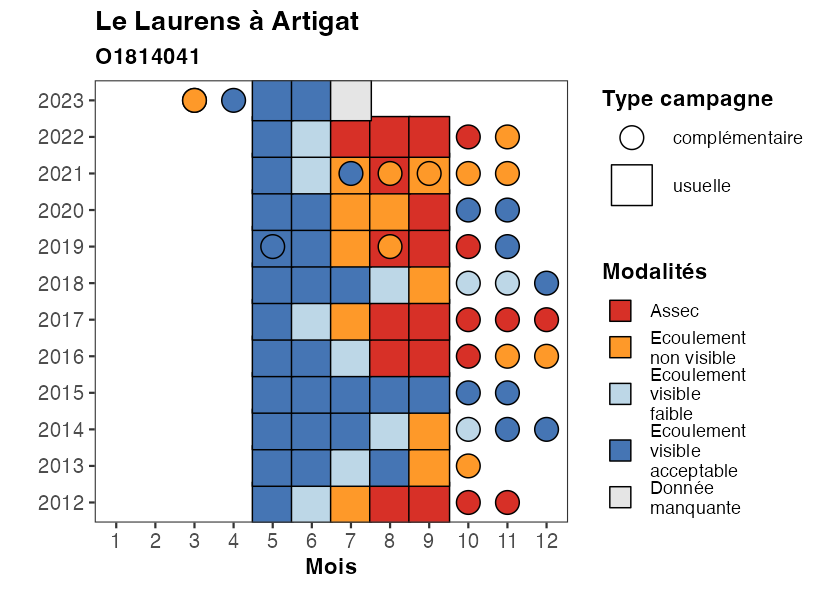 Le Laurens à Artigat
O1814041
2023
2022
2021
2020
2019
2018
2017
2016
2015
2014
2013
2012
1 2 3 4 5 6 7 8 9 10 11 12
Mois
Type campagne
complémentaire
usuelle
Modalités
Assec
Ecoulement
non visible
Ecoulement
visible
faible
Ecoulement
visible
acceptable
Donnée
manquante